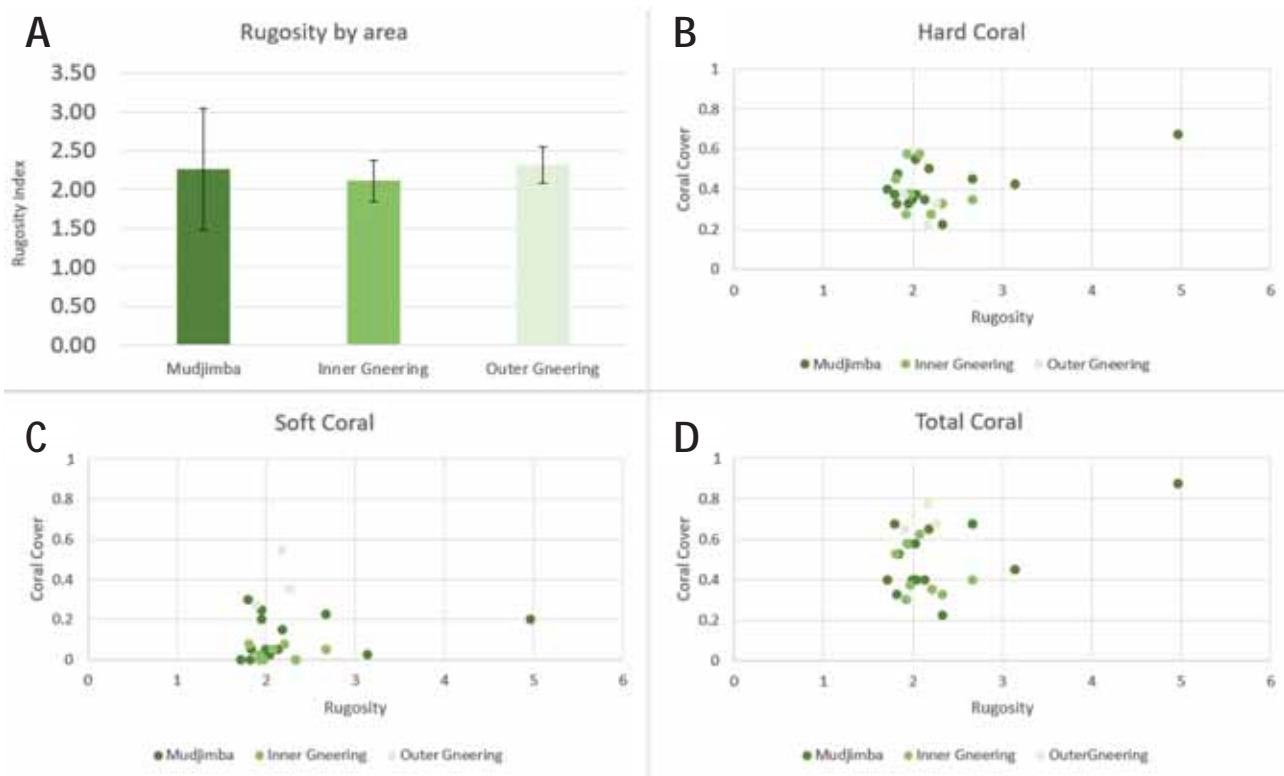 A
Rugosity by area
Rugosity Index
3.50
3.00
2.50
2.00
1.50
1.00
0.50
0.00
Mudjimba Inner Gneering Outer Gneering
B
Hard Coral
Coral Cover
1
0.8
0.6
0.4
0.2
0
0 1 2 3 4 5 6
Rugosity
Mudjimba Inner Gneering Outer Gneering
C
Soft Coral
Coral Cover
1
0.8
0.6
0.4
0.2
0
0 1 2 3 4 5 6
Rugosity
Mudjimba Inner Gneering Outer Gneering
D
Total Coral
Coral Cover
1
0.8
0.6
0.4
0.2
0
0 1 2 3 4 5 6
Rugosity
Mudjimba Inner Gneering OuterGneering